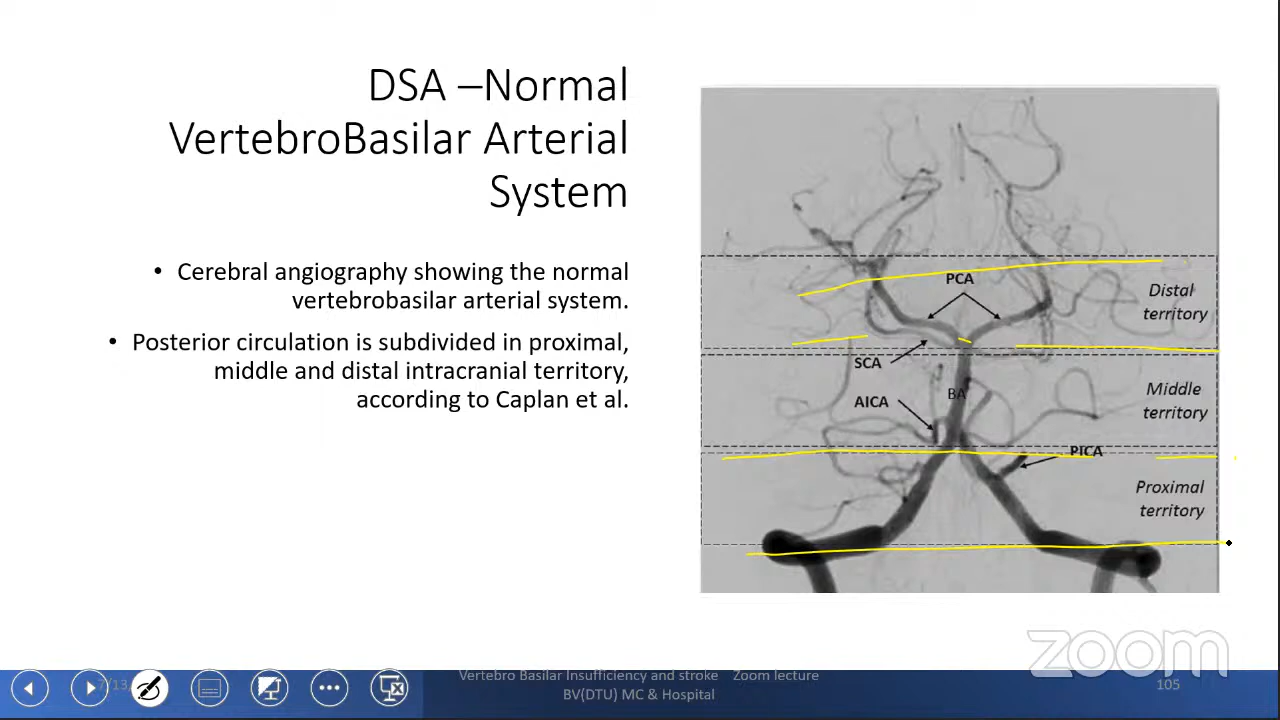 DSA –Normal
VertebroBasilar Arterial
System
• Cerebral angiography showing the normal
vertebrobasilar arterial system.
• Posterior circulation is subdivided in proximal,
middle and distal intracranial territory,
according to Caplan et al.
PCA
Distal
territory
SCA
AICA
BA
Middle
territory
PICA
Proximal
territory
zoom
7/13/
Vertebro Basilar Insufficiency and stroke Zoom lecture
BV(DTU) MC & Hospital
105